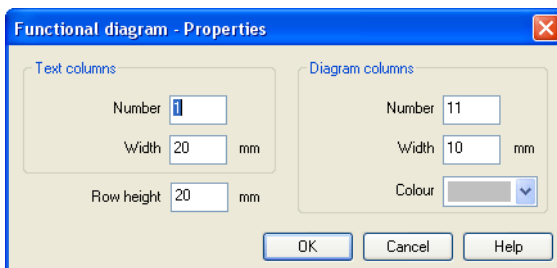 Functional diagram - Properties
Text columns
Number 1
Width 20 mm
Row height 20 mm
Diagram columns
Number 11
Width 10 mm
Colour
OK Cancel Help